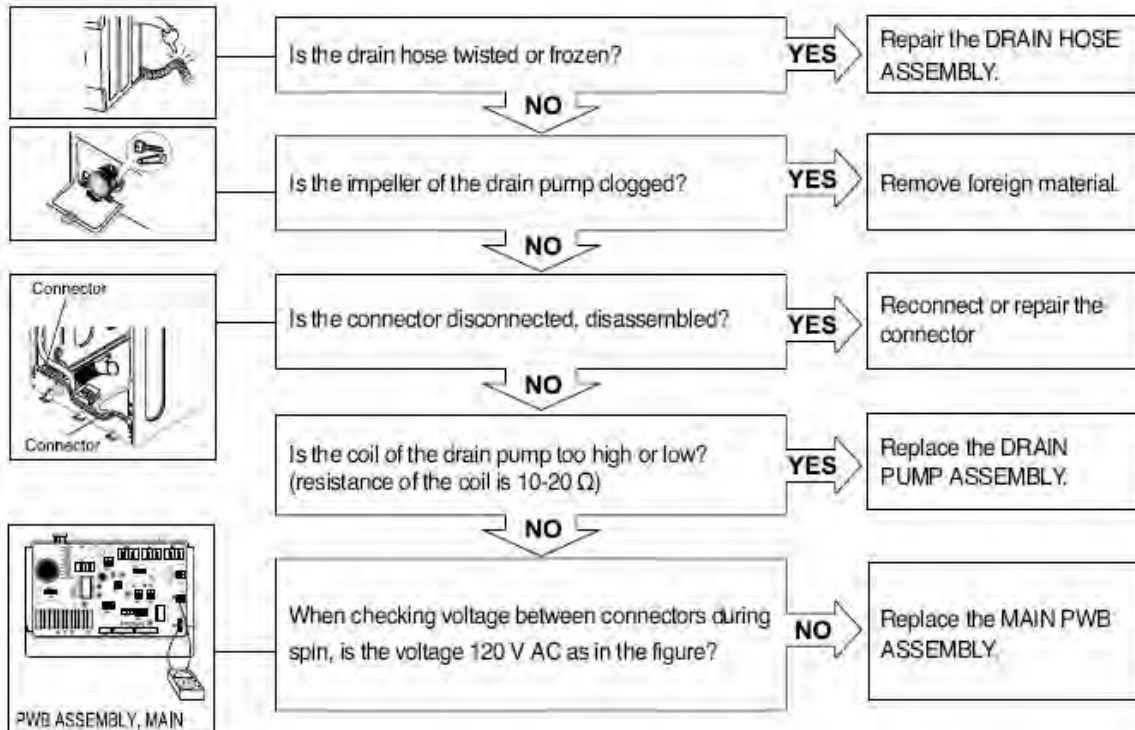 Is the drain hose twisted or frozen?
YES
Repair the DRAIN HOSE
ASSEMBLY.
NO
Is the impeller of the drain pump clogged?
YES
Remove foreign material.
NO
Connector
Connector
Is the connector disconnected, disassembled?
YES
Reconnect or repair the
connector
NO
Is the coil of the drain pump too high or low?
(resistance of the coil is 10-20 Ω)
YES
Replace the DRAIN
PUMP ASSEMBLY.
NO
PWB ASSEMBLY, MAIN
When checking voltage between connectors during
spin, is the voltage 120 V AC as in the figure?
NO
Replace the MAIN PWB
ASSEMBLY.